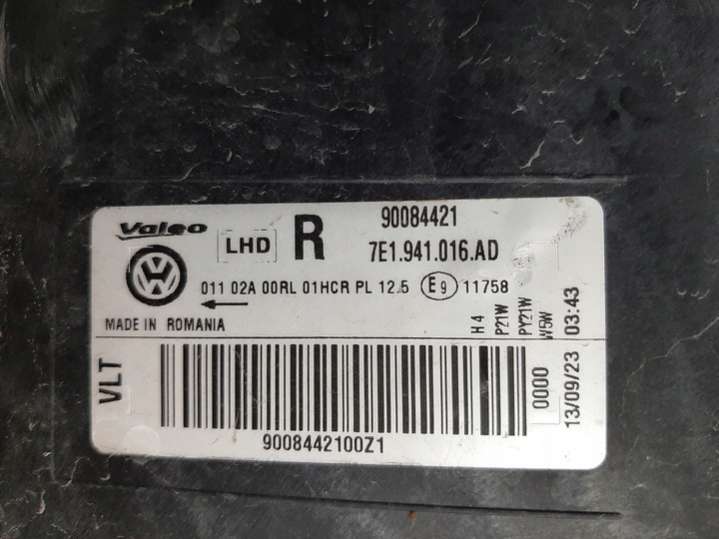 Valeo
LHD
R
90084421
7E1.941.016.AD
011 02A 00RL 01HCR PL 12.5 E9 11758
MADE IN ROMANIA
H4
P21W
PY21W
W5W
VLT
9008442100Z1
0000
13/09/23 03:43